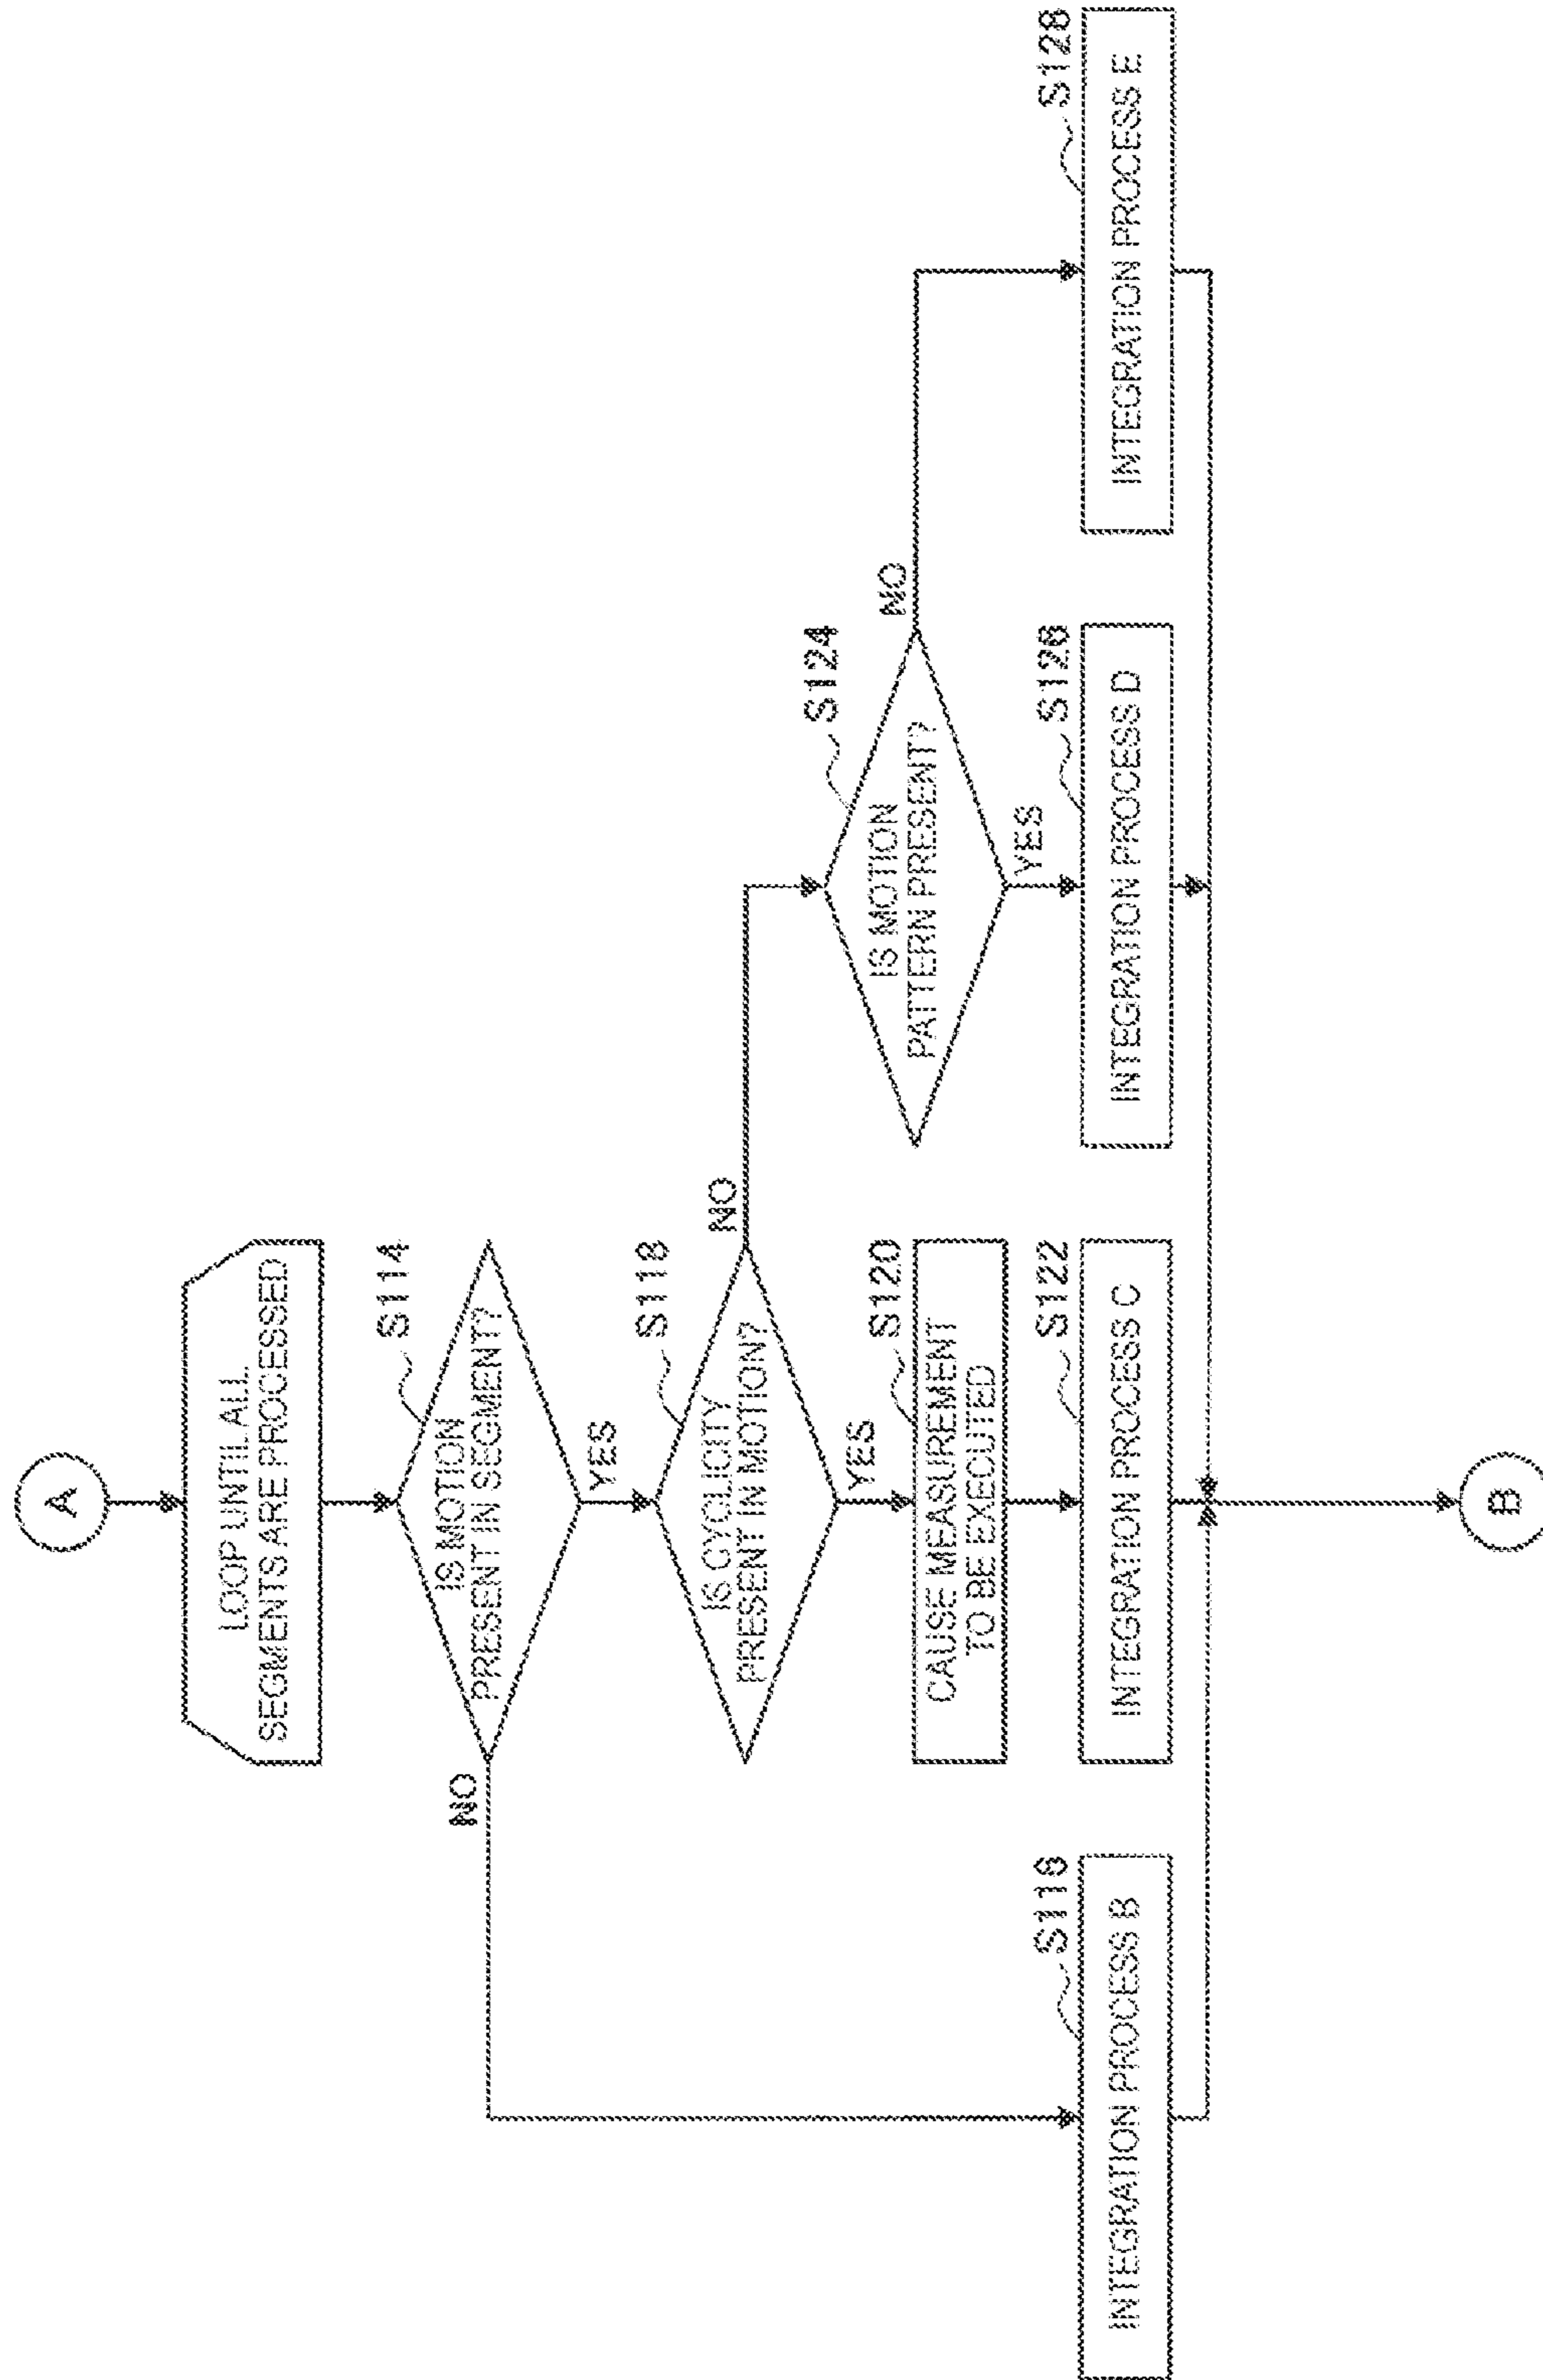 A
LOOP UNTIL ALL
SEGMENTS ARE PROCESSED
S114
IS MOTION
PRESENT IN SEGMENT?
NO
YES
S118
IS CYCLICITY
PRESENT IN MOTION?
NO
YES
S124
IS MOTION
PATTERN PRESENT?
NO
YES
S120
CAUSE MEASUREMENT
TO BE EXECUTED
S116
INTEGRATION PROCESS B
S122
INTEGRATION PROCESS C
S126
INTEGRATION PROCESS D
S128
INTEGRATION PROCESS E
B